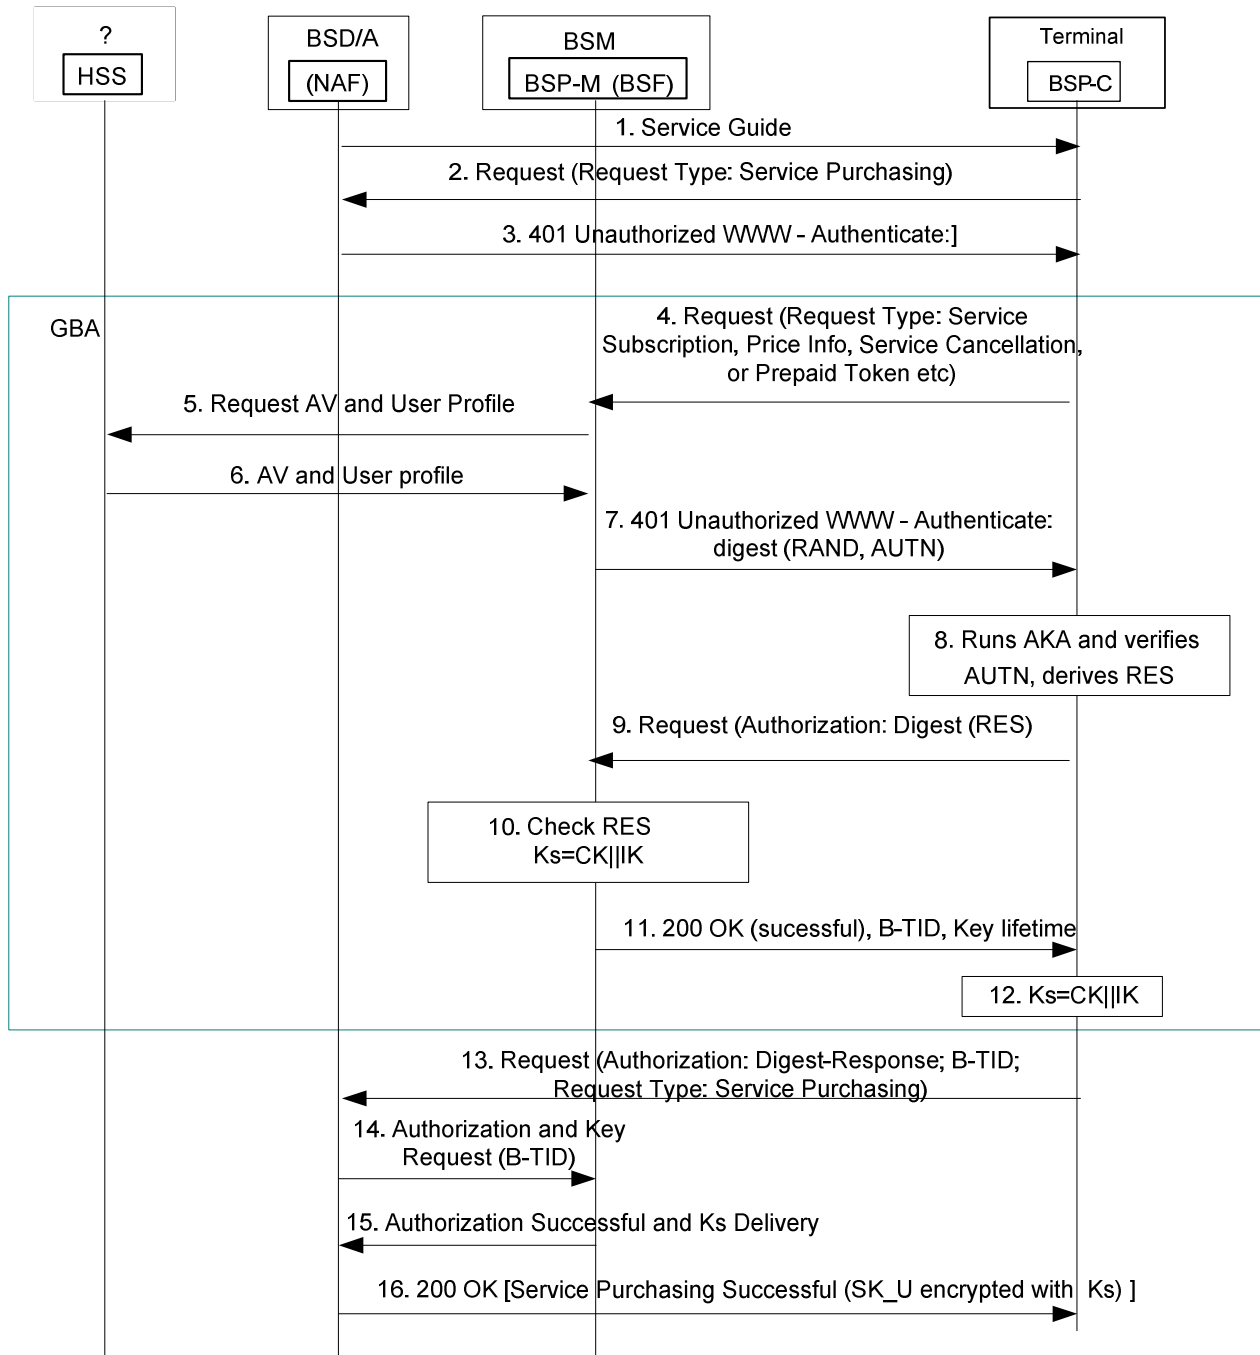 ?
HSS
BSD/A
(NAF)
BSM
BSP-M (BSF)
Terminal
BSP-C
1. Service Guide
2. Request (Request Type: Service Purchasing)
3. 401 Unauthorized WWW - Authenticate:]
GBA
4. Request (Request Type: Service
Subscription, Price Info, Service Cancellation,
or Prepaid Token etc)
5. Request AV and User Profile
6. AV and User profile
7. 401 Unauthorized WWW - Authenticate:
digest (RAND, AUTN)
8. Runs AKA and verifies
AUTN, derives RES
9. Request (Authorization: Digest (RES)
10. Check RES
Ks=CK||IK
11. 200 OK (sucessful), B-TID, Key lifetime
12. Ks=CK||IK
13. Request (Authorization: Digest-Response; B-TID;
Request Type: Service Purchasing)
14. Authorization and Key
Request (B-TID)
15. Authorization Successful and Ks Delivery
16. 200 OK [Service Purchasing Successful (SK_U encrypted with Ks) ]